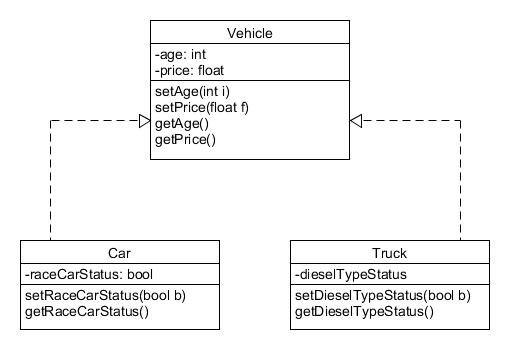 Vehicle
-age: int
-price: float
setAge(int i)
setPrice(float f)
getAge()
getPrice()
Car
-raceCarStatus: bool
setRaceCarStatus(bool b)
getRaceCarStatus()
Truck
-dieselTypeStatus
setDieselTypeStatus(bool b)
getDieselTypeStatus()